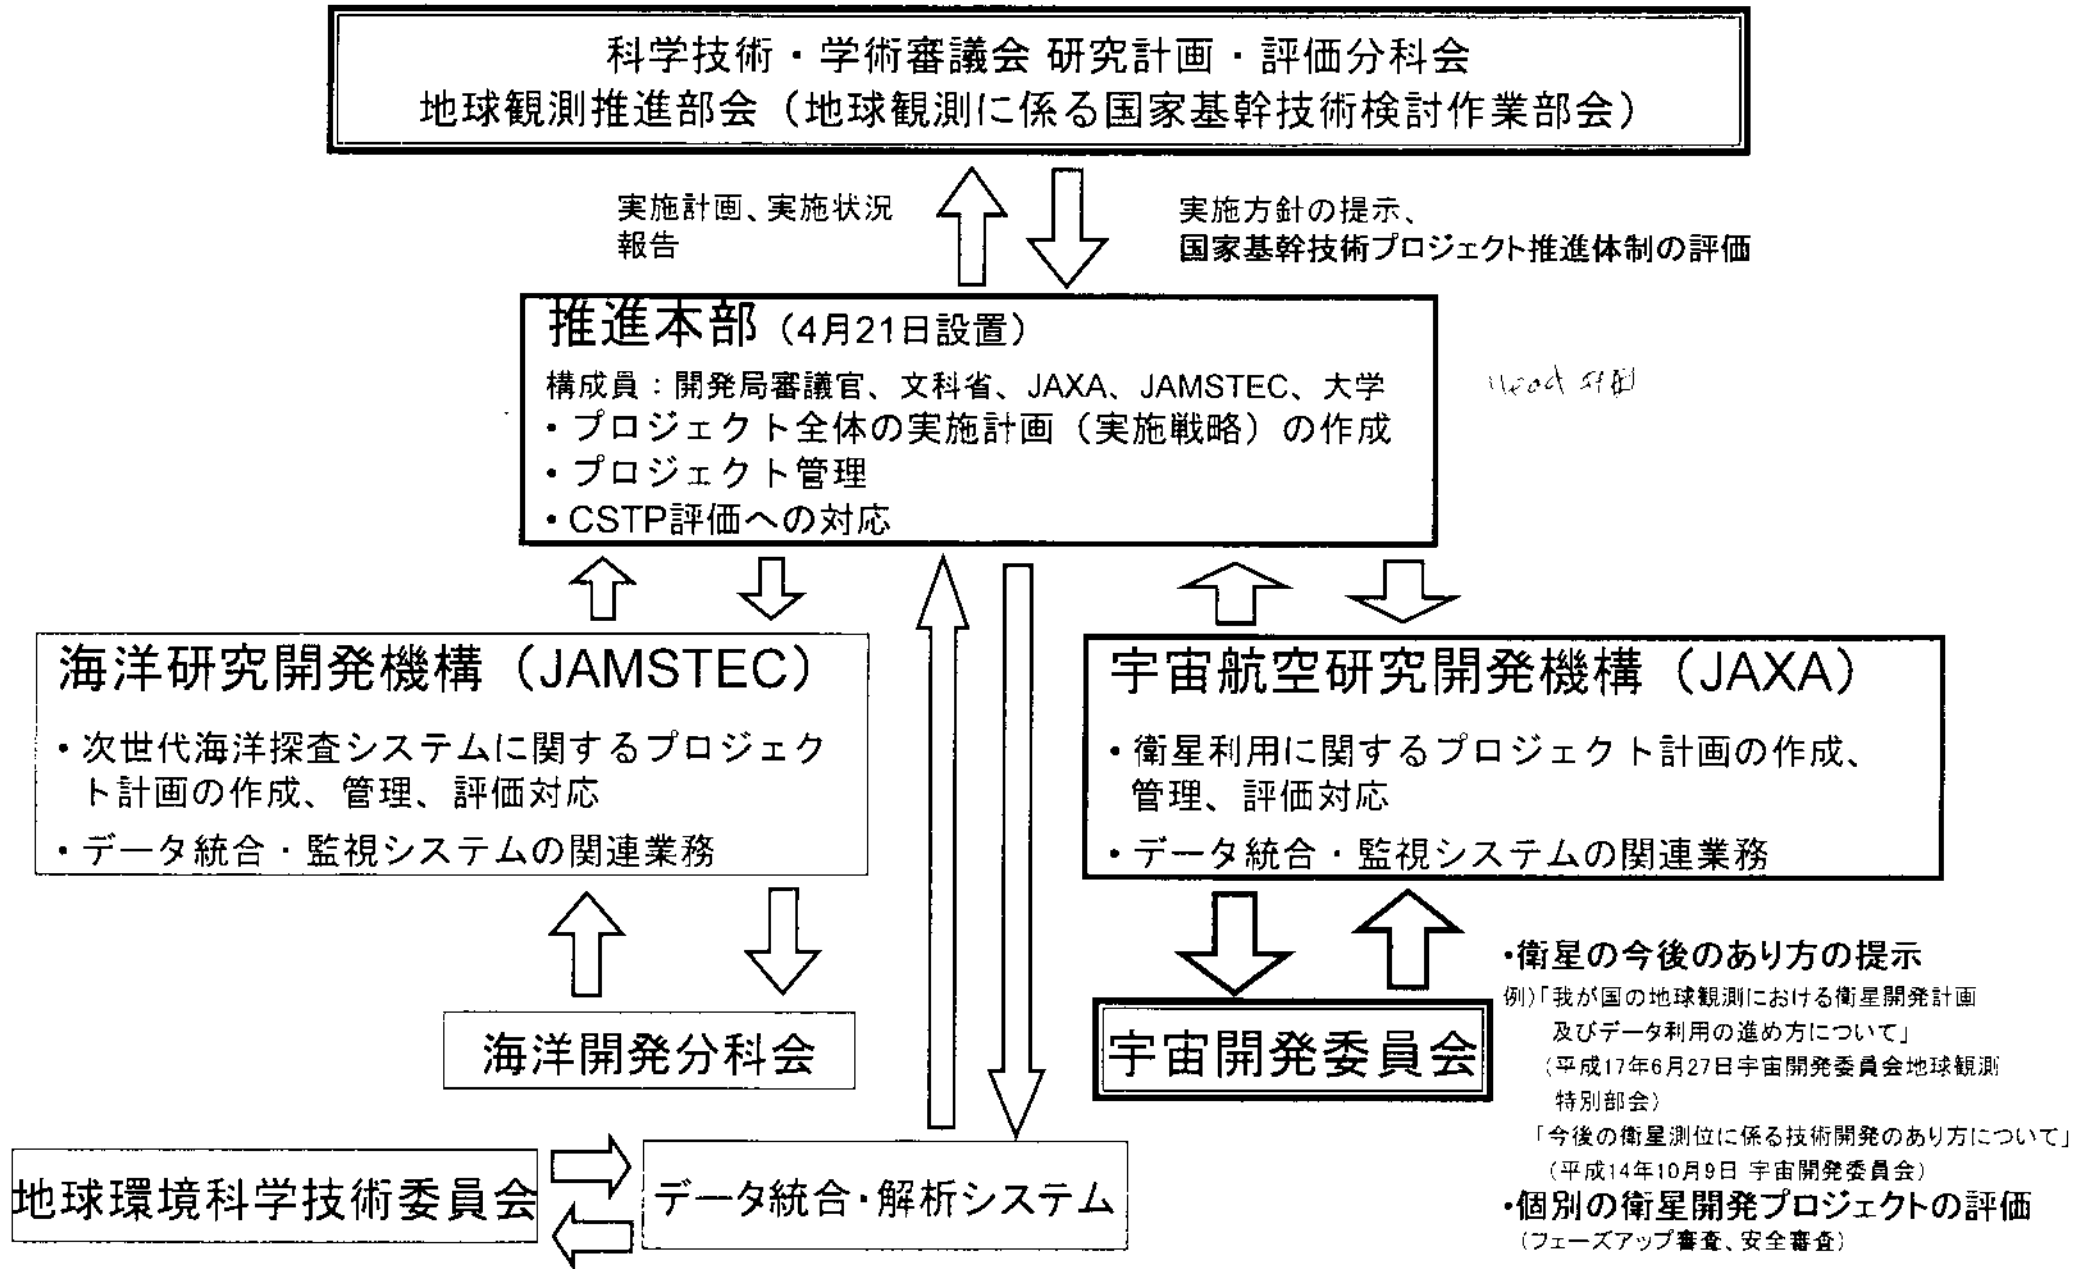 科学技術・学術審議会 研究計画・評価分科会
地球観測推進部会（地球観測に係る国家基幹技術検討作業部会）
実施計画、実施状況
報告
実施方針の提示、
国家基幹技術プロジェクト推進体制の評価
推進本部（4月21日設置）
構成員：開発局審議官、文科省、JAXA、JAMSTEC、大学
・プロジェクト全体の実施計画（実施戦略）の作成
・プロジェクト管理
・CSTP評価への対応
海洋研究開発機構（JAMSTEC）
・次世代海洋探査システムに関するプロジェク
ト計画の作成、管理、評価対応
・データ統合・監視システムの関連業務
宇宙航空研究開発機構（JAXA）
・衛星利用に関するプロジェクト計画の作成、
管理、評価対応
・データ統合・監視システムの関連業務
海洋開発分科会
宇宙開発委員会
・衛星の今後のあり方の提示
例）「我が国の地球観測における衛星開発計画
及びデータ利用の進め方について」
（平成17年6月27日宇宙開発委員会地球観測
特別部会）
「今後の衛星測位に係る技術開発のあり方について」
（平成14年10月9日 宇宙開発委員会）
・個別の衛星開発プロジェクトの評価
（フェーズアップ審査、安全審査）
地球環境科学技術委員会
データ統合・解析システム